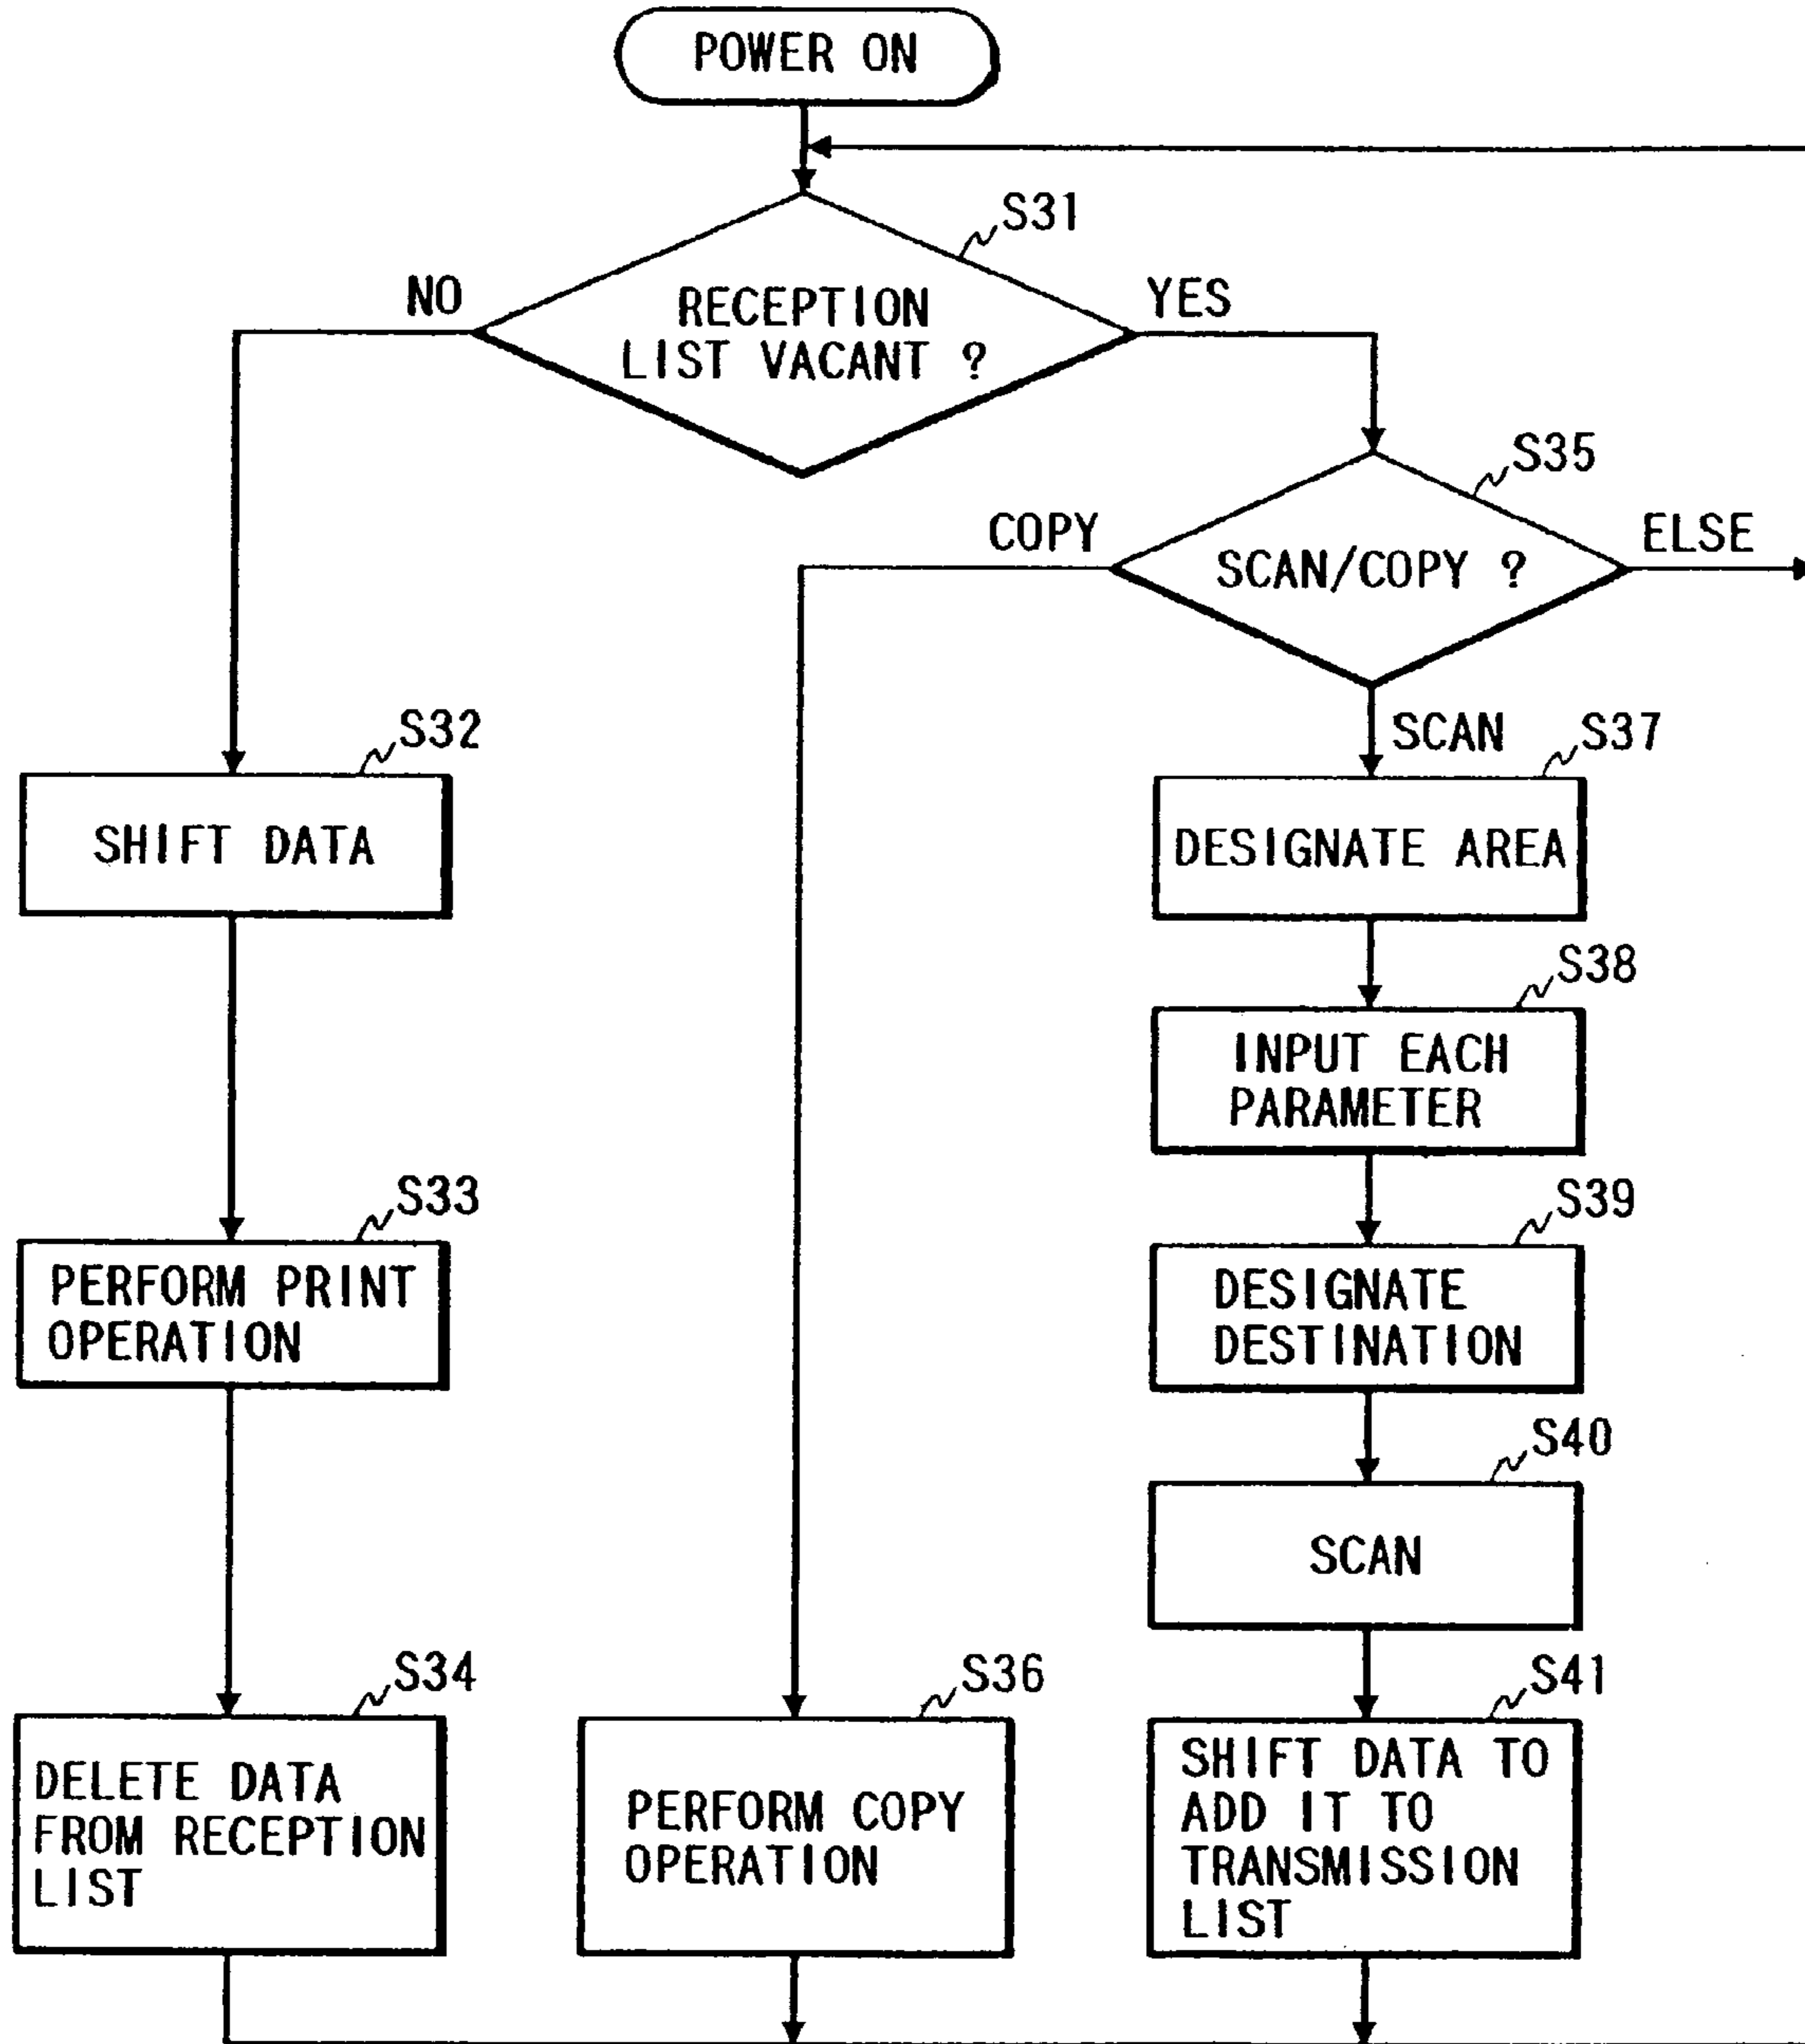 POWER ON
S31
NO
YES
RECEPTION
LIST VACANT ?
S35
COPY
ELSE
SCAN/COPY ?
SCAN
S32
S37
SHIFT DATA
DESIGNATE AREA
S38
INPUT EACH
PARAMETER
S33
S39
PERFORM PRINT
OPERATION
DESIGNATE
DESTINATION
S40
SCAN
S34
S36
S41
DELETE DATA
FROM RECEPTION
LIST
PERFORM COPY
OPERATION
SHIFT DATA TO
ADD IT TO
TRANSMISSION
LIST